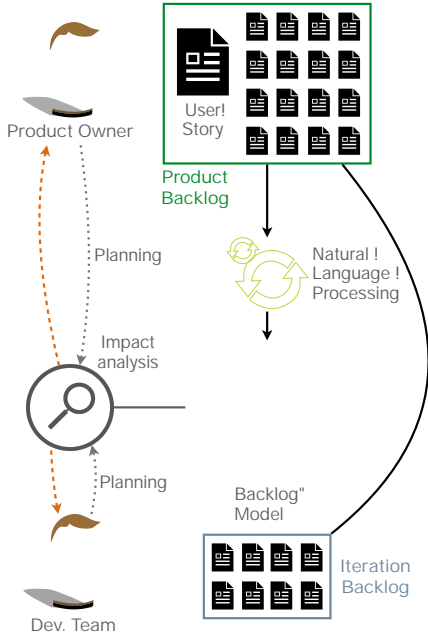 User!
Story
Product Owner
Product
Backlog
Planning
Natural !
Language !
Processing
Impact
analysis
Planning
Backlog"
Model
Iteration
Backlog
Dev. Team